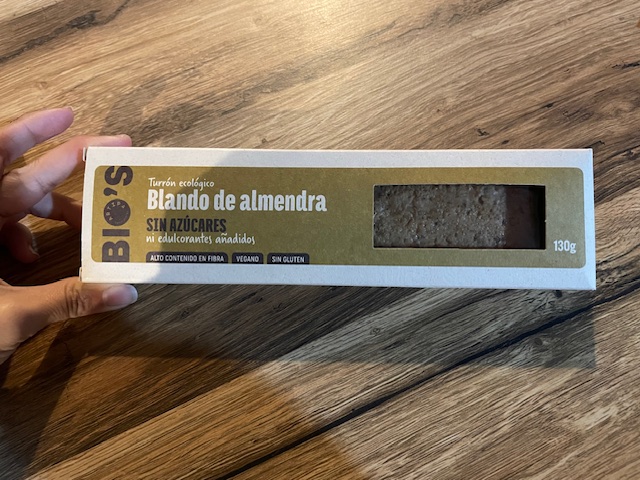 BIO'S
Turrón ecológico
Blando de almendra
SIN AZÚCARES
ni edulcorantes añadidos
ALTO CONTENIDO EN FIBRA VEGANO SIN GLUTEN
130g